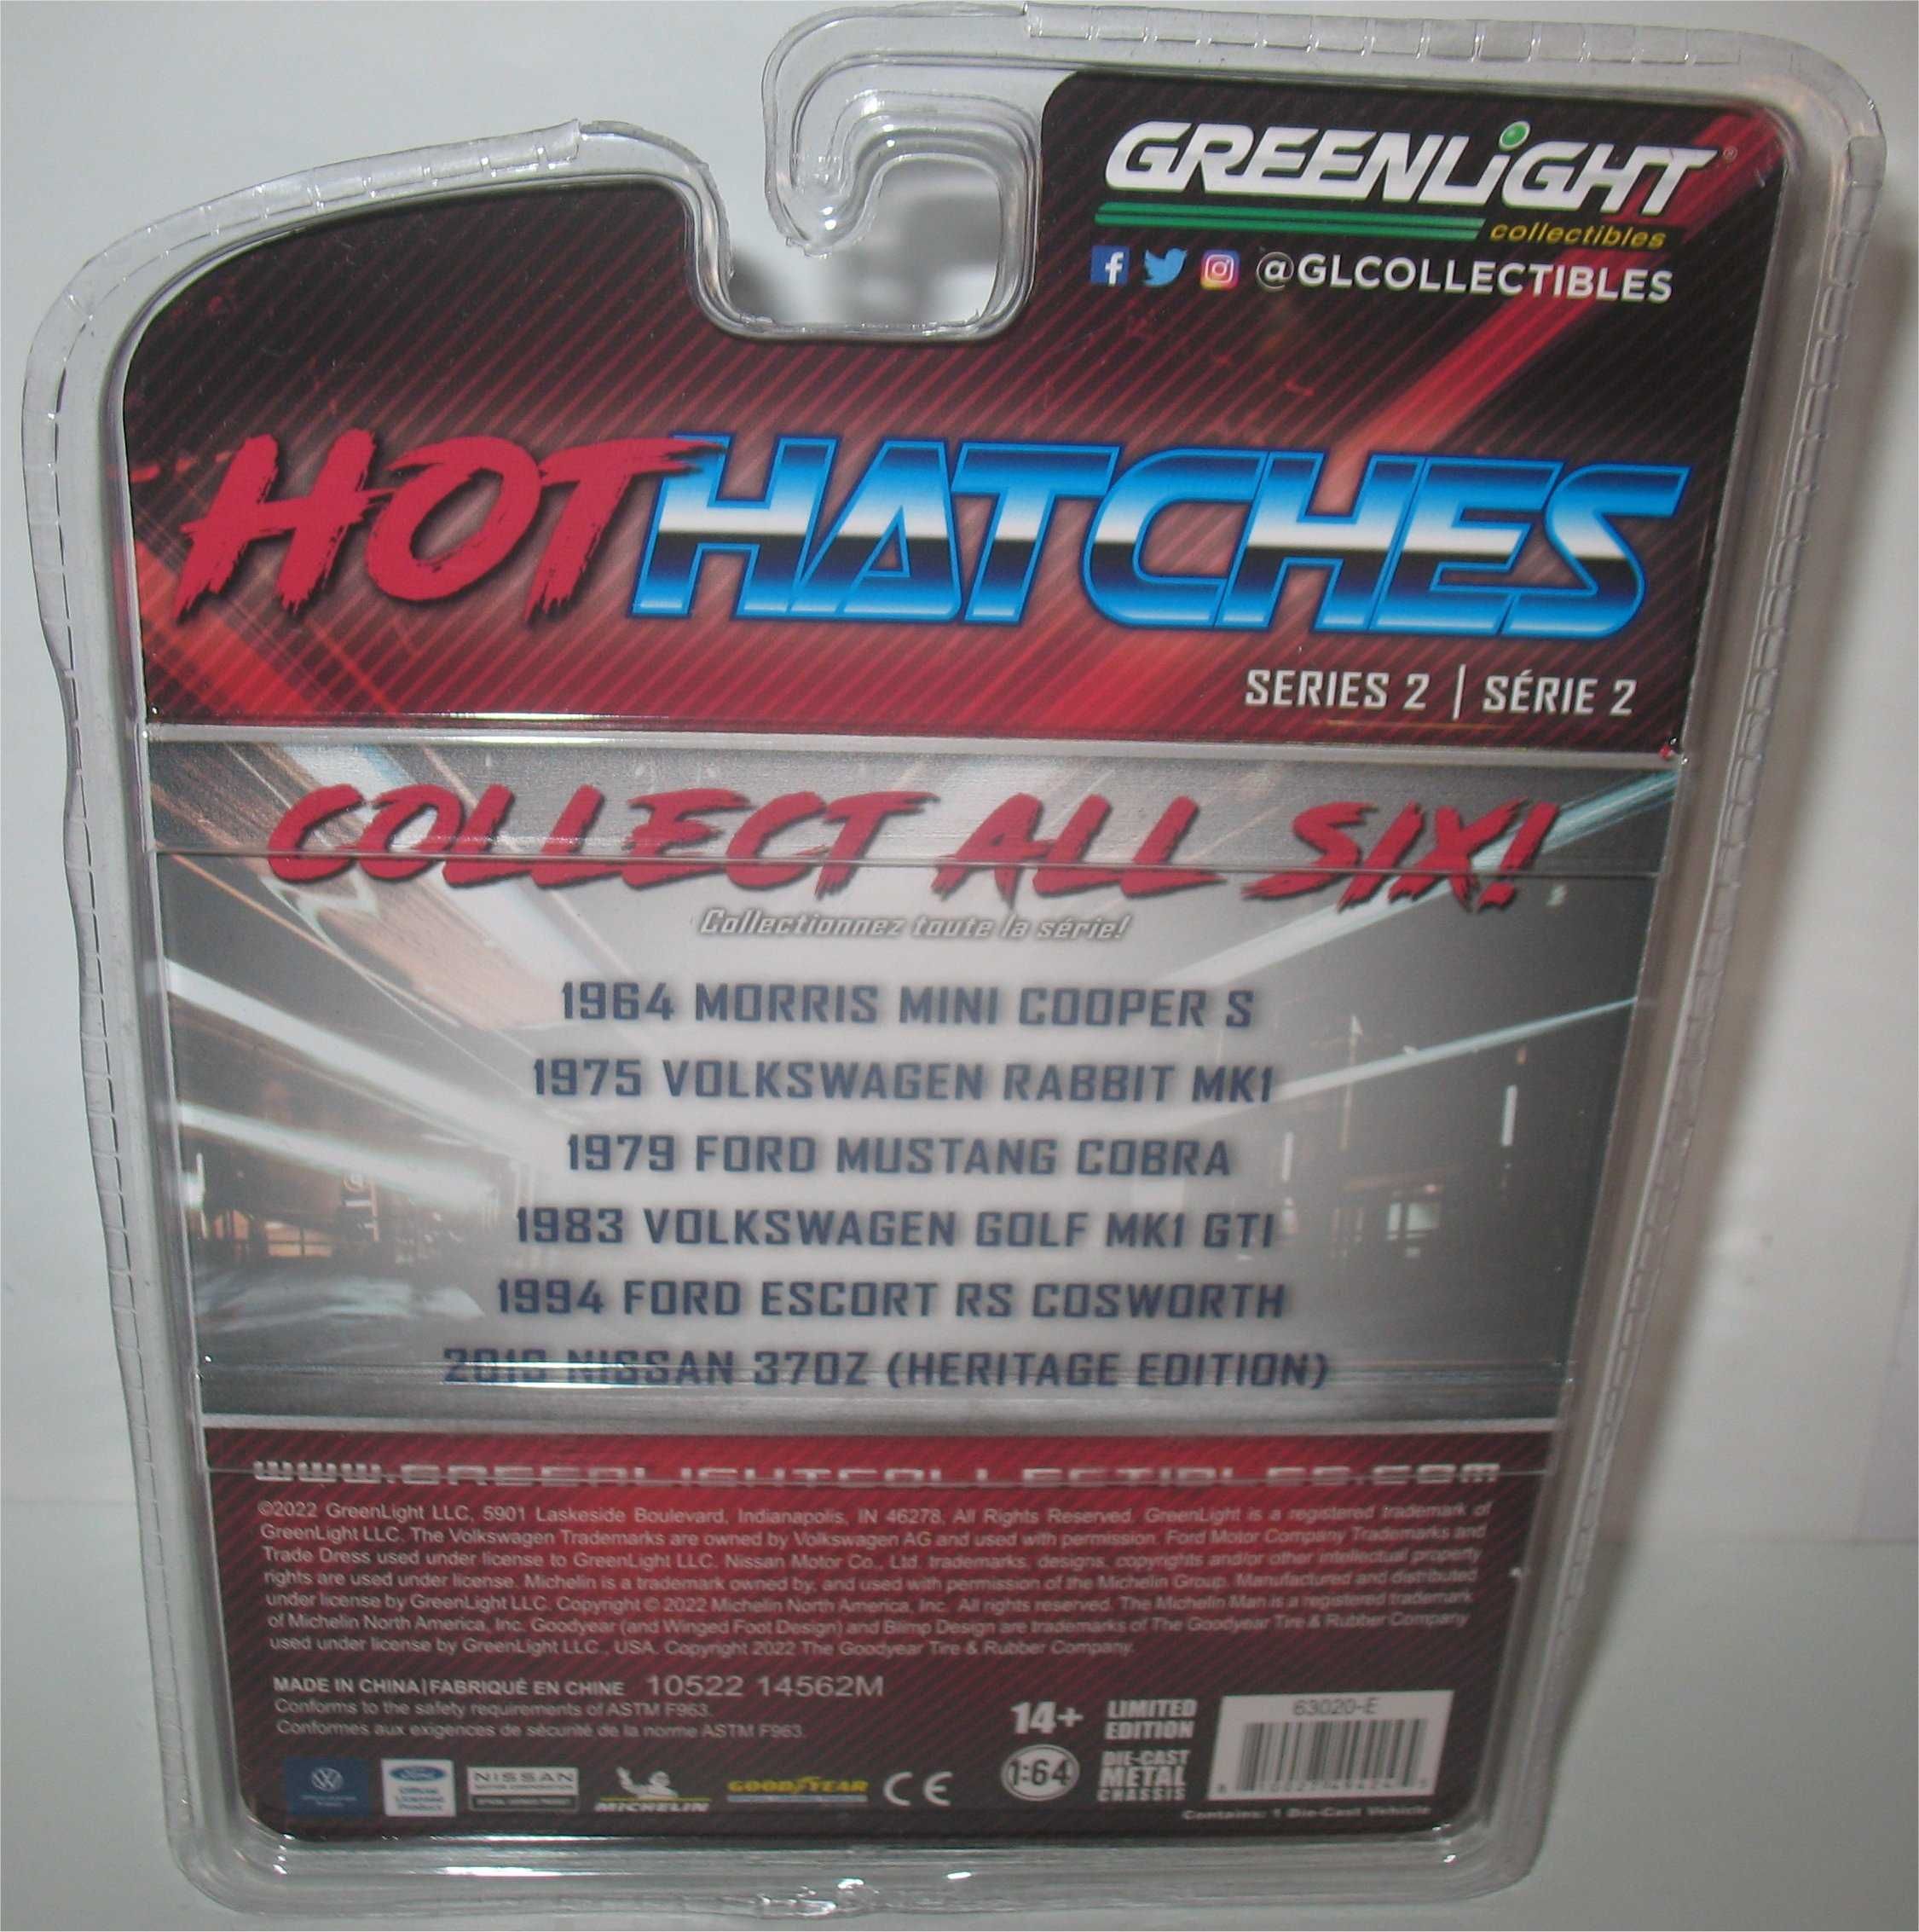 GREENLiGHT®
collectibles
@GLCOLLECTIBLES
HOT HATCHES
SERIES 2 | SÉRIE 2
COLLECT ALL SIX!
Collectionnez toute la série!
1964 MORRIS MINI COOPER S
1975 VOLKSWAGEN RABBIT MK1
1979 FORD MUSTANG COBRA
1983 VOLKSWAGEN GOLF MK1 GTI
1994 FORD ESCORT RS COSWORTH
NISSAN 370Z (HERITAGE EDITION)
www.GREENLIGHTCOLLECTIBLES.com
©2022 GreenLight LLC, 5901 Laskeside Boulevard, Indianapolis, IN 46278. All Rights Reserved. GreenLight is a registered trademark of
GreenLight LLC. The Volkswagen Trademarks are owned by Volkswagen AG and used with permission. Ford Motor Company Trademarks and
Trade Dress used under license to GreenLight LLC. Nissan Motor Co., Ltd. trademarks, designs, copyrights and/or other intellectual property
rights are used under license. Michelin is a trademark owned by, and used with permission of the Michelin Group. Manufactured and distributed
under license by GreenLight LLC. Copyright © 2022 Michelin North America, Inc. All rights reserved. The Michelin Man is a registered trademark
of Michelin North America, Inc. Goodyear (and Winged Foot Design) and Blimp Design are trademarks of The Goodyear Tire & Rubber Company
used under license by GreenLight LLC., USA. Copyright 2022 The Goodyear Tire & Rubber Company.
MADE IN CHINA | FABRIQUÉ EN CHINE 10522 14562M
Conforms to the safety requirements of ASTM F963.
Conformes aux exigences de sécurité de la norme ASTM F963.
14+ LIMITED EDITION
1:64 DIE-CAST METAL CHASSIS
63020-E
Ford
Official Licensed Product
NISSAN
MICHELIN
GOODYEAR
CE
Contains: 1 Die-Cast Vehicle